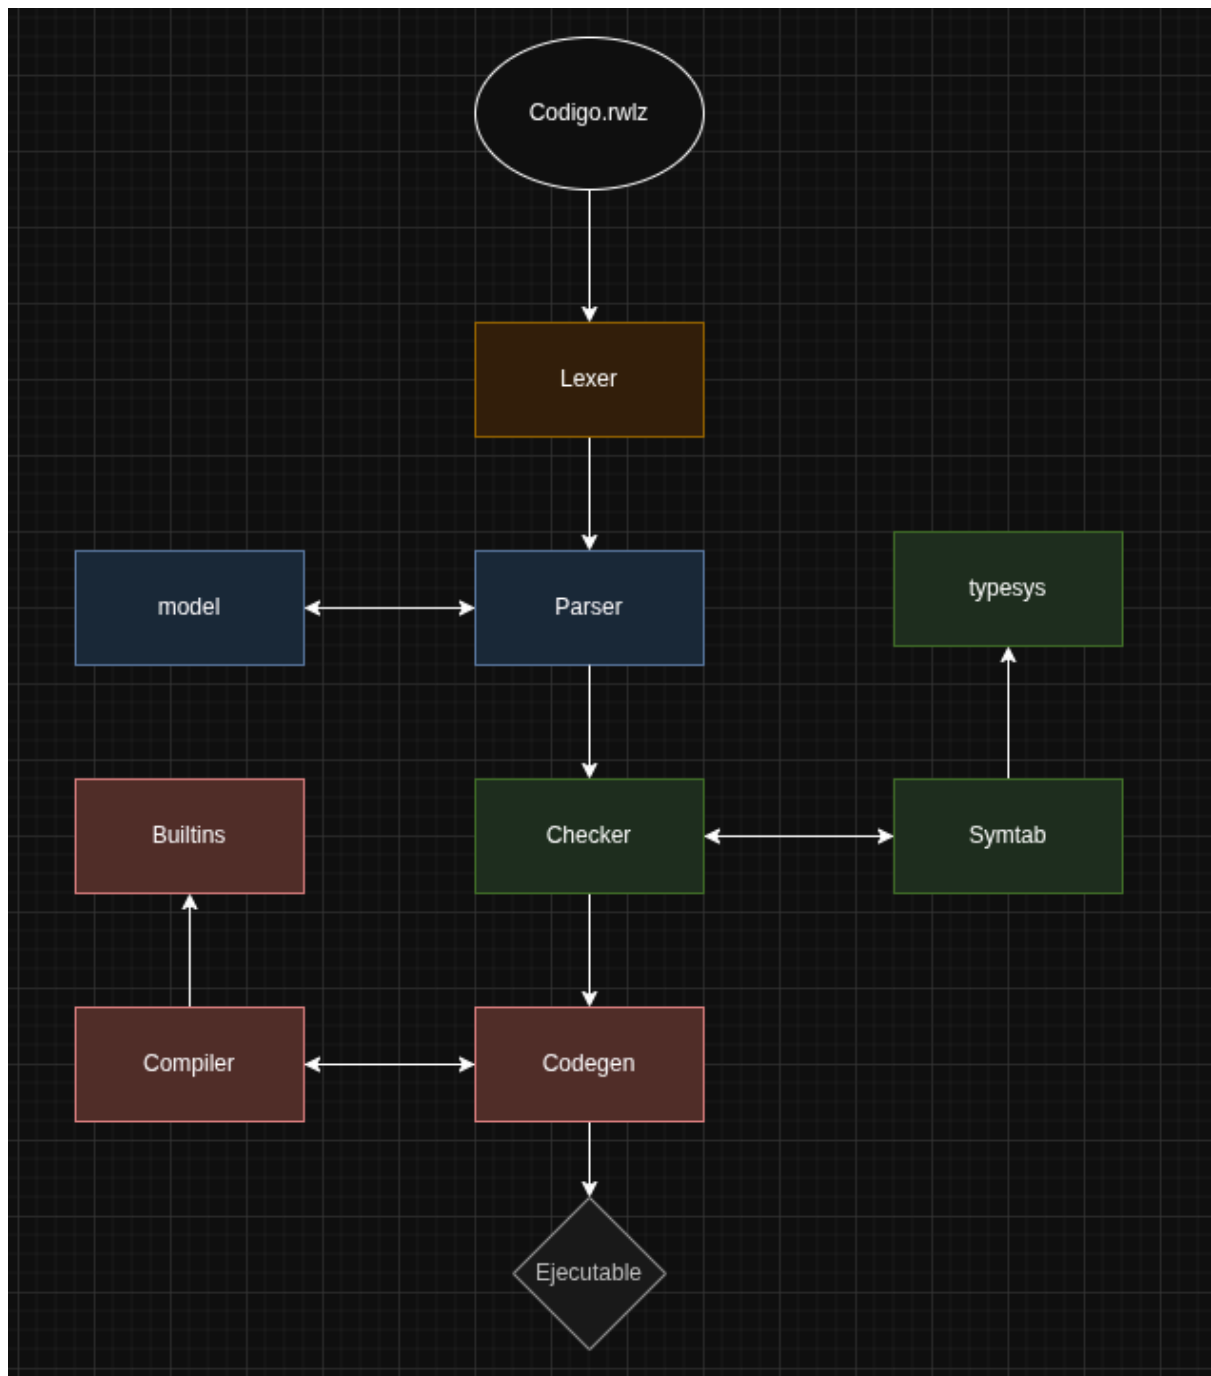 Codigo.rwlz
Lexer
model
Parser
typesys
Builtins
Checker
Symtab
Compiler
Codegen
Ejecutable